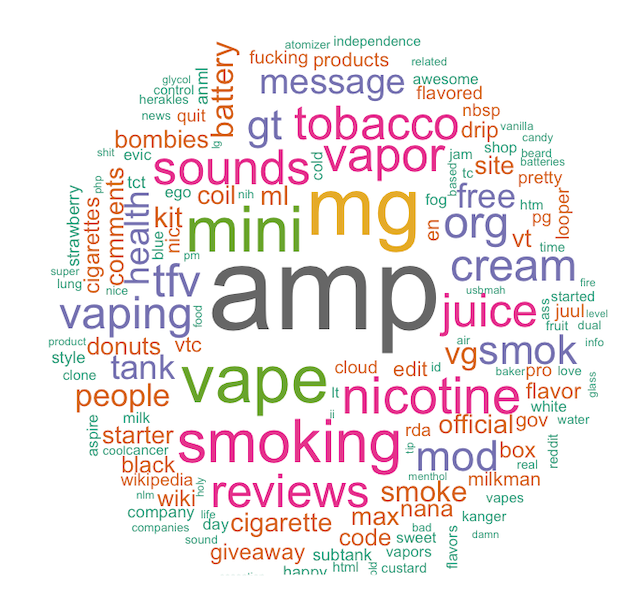 atomizer independence
fucking products related
glycol
control
anml
battery
message awesome
flavored
herakles
news quit
lg
gt tobacco
nbsp
drip vanilla
candy
bombies
shit evic
sounds
cold
vapor
jam
shop beard
batteries
site
tc
based
pretty
php
tct
ego
nih
coil ml
mg
fog
free
htm
looper
strawberry
cigarettes
comments
health
kit
nic
blue
mini
en
org
vt
pg
time
lung
super
nice
tfv
pm
amp
cream
usbmah
fire
started
ass
juul
level
vaping
food
juice
fruit dual
product
donuts vtc
air
info
style
clone
tank
vape
cloud edit id
vg smok
baker pro love
glass
people
lt
ii
nicotine
flavor
white
milk
aspire
starter
coolcancer
smoking
rda
official gov
water
tip
mod
box
reddit
real
black
wikipedia
nlm
wiki
holy
reviews
menthol
milkman
smoke
vapes
company
companies
life
day
cigarette
max nana
kanger
bad
damn
sound
giveaway
code sweet
flavors
subtank vapors
happy html
old
custard